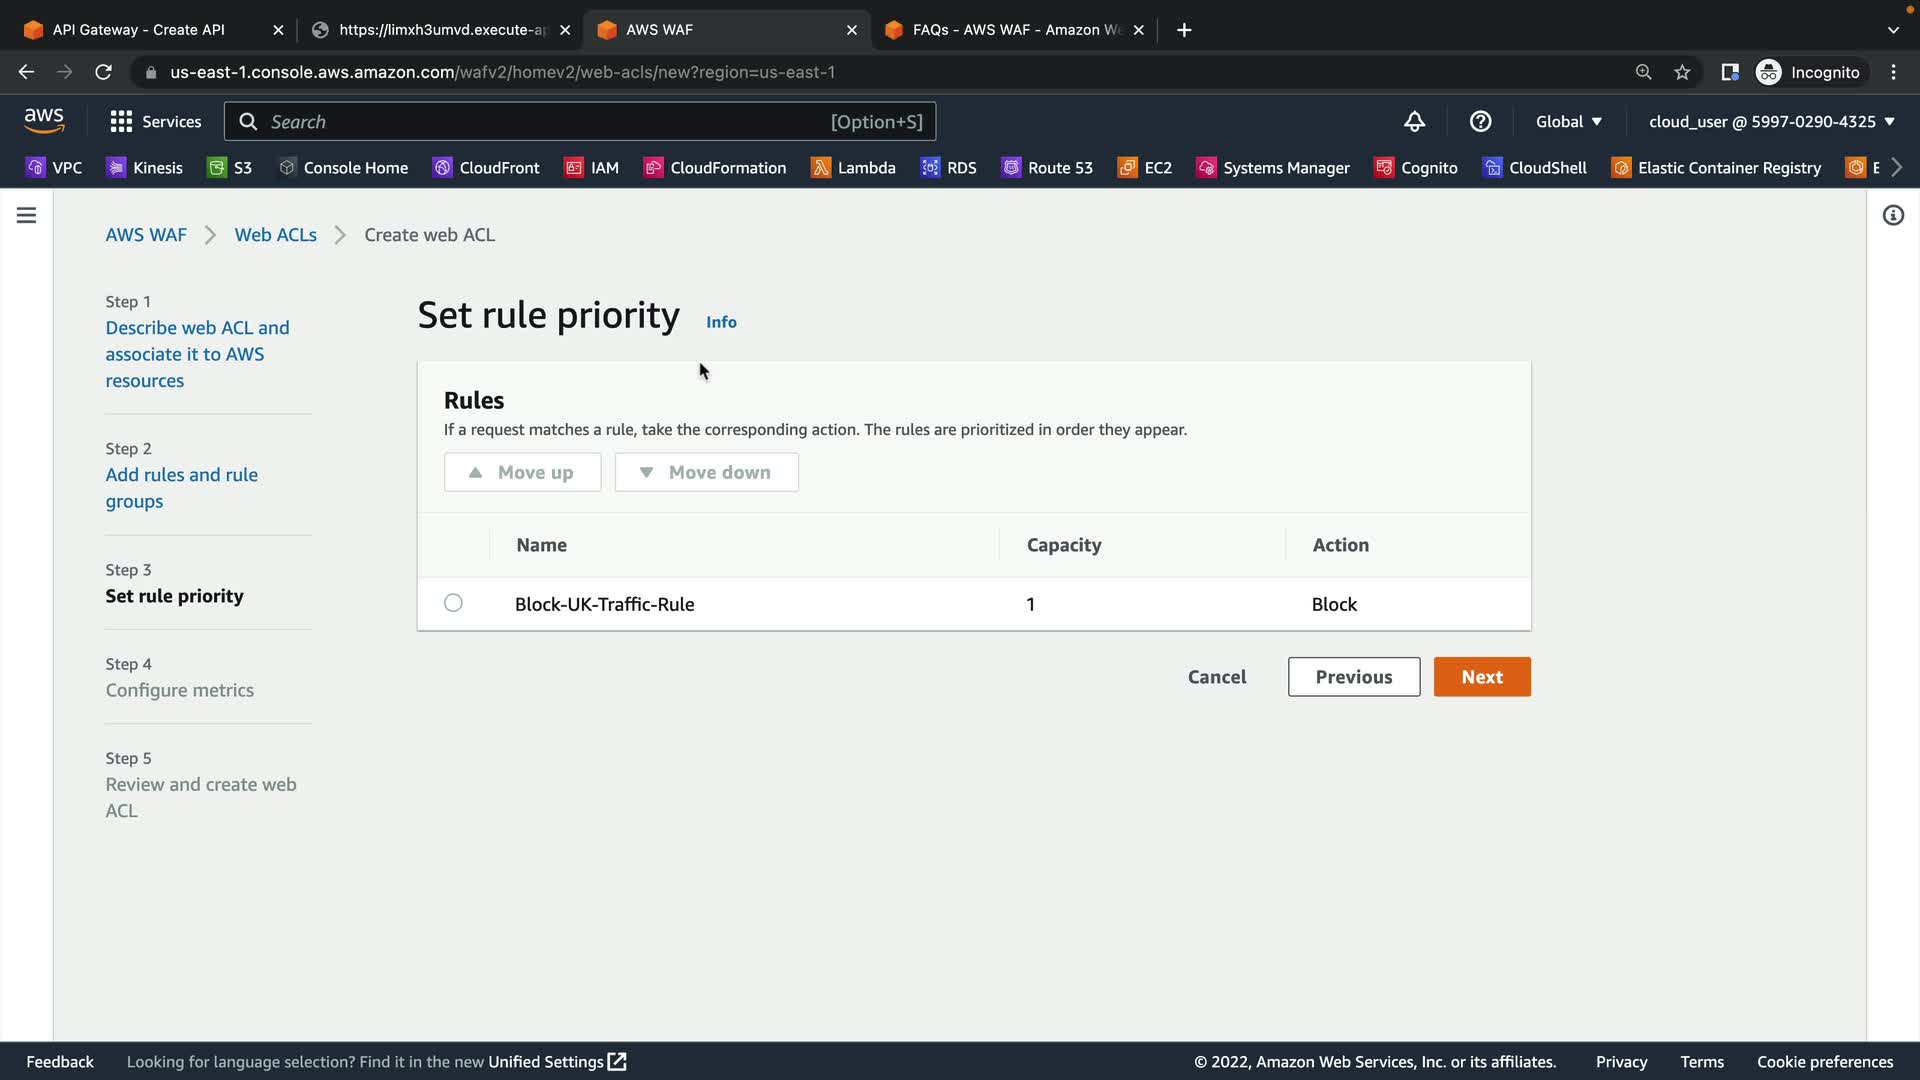 API Gateway - Create API
https://limxh3umvd.execute-ap
AWS WAF
FAQs - AWS WAF - Amazon We
us-east-1.console.aws.amazon.com/wafv2/homev2/web-acls/new?region=us-east-1
Incognito
aws
Services
Search
[Option+S]
Global
cloud_user @ 5997-0290-4325
VPC
Kinesis
S3
Console Home
CloudFront
IAM
CloudFormation
Lambda
RDS
Route 53
EC2
Systems Manager
Cognito
CloudShell
Elastic Container Registry
E
AWS WAF > Web ACLs > Create web ACL
Step 1
Describe web ACL and
associate it to AWS
resources
Step 2
Add rules and rule
groups
Step 3
Set rule priority
Step 4
Configure metrics
Step 5
Review and create web
ACL
Set rule priority Info
Rules
If a request matches a rule, take the corresponding action. The rules are prioritized in order they appear.
Move up
Move down
Name Capacity Action
Block-UK-Traffic-Rule 1 Block
Cancel
Previous
Next
Feedback
Looking for language selection? Find it in the new Unified Settings
© 2022, Amazon Web Services, Inc. or its affiliates.
Privacy
Terms
Cookie preferences